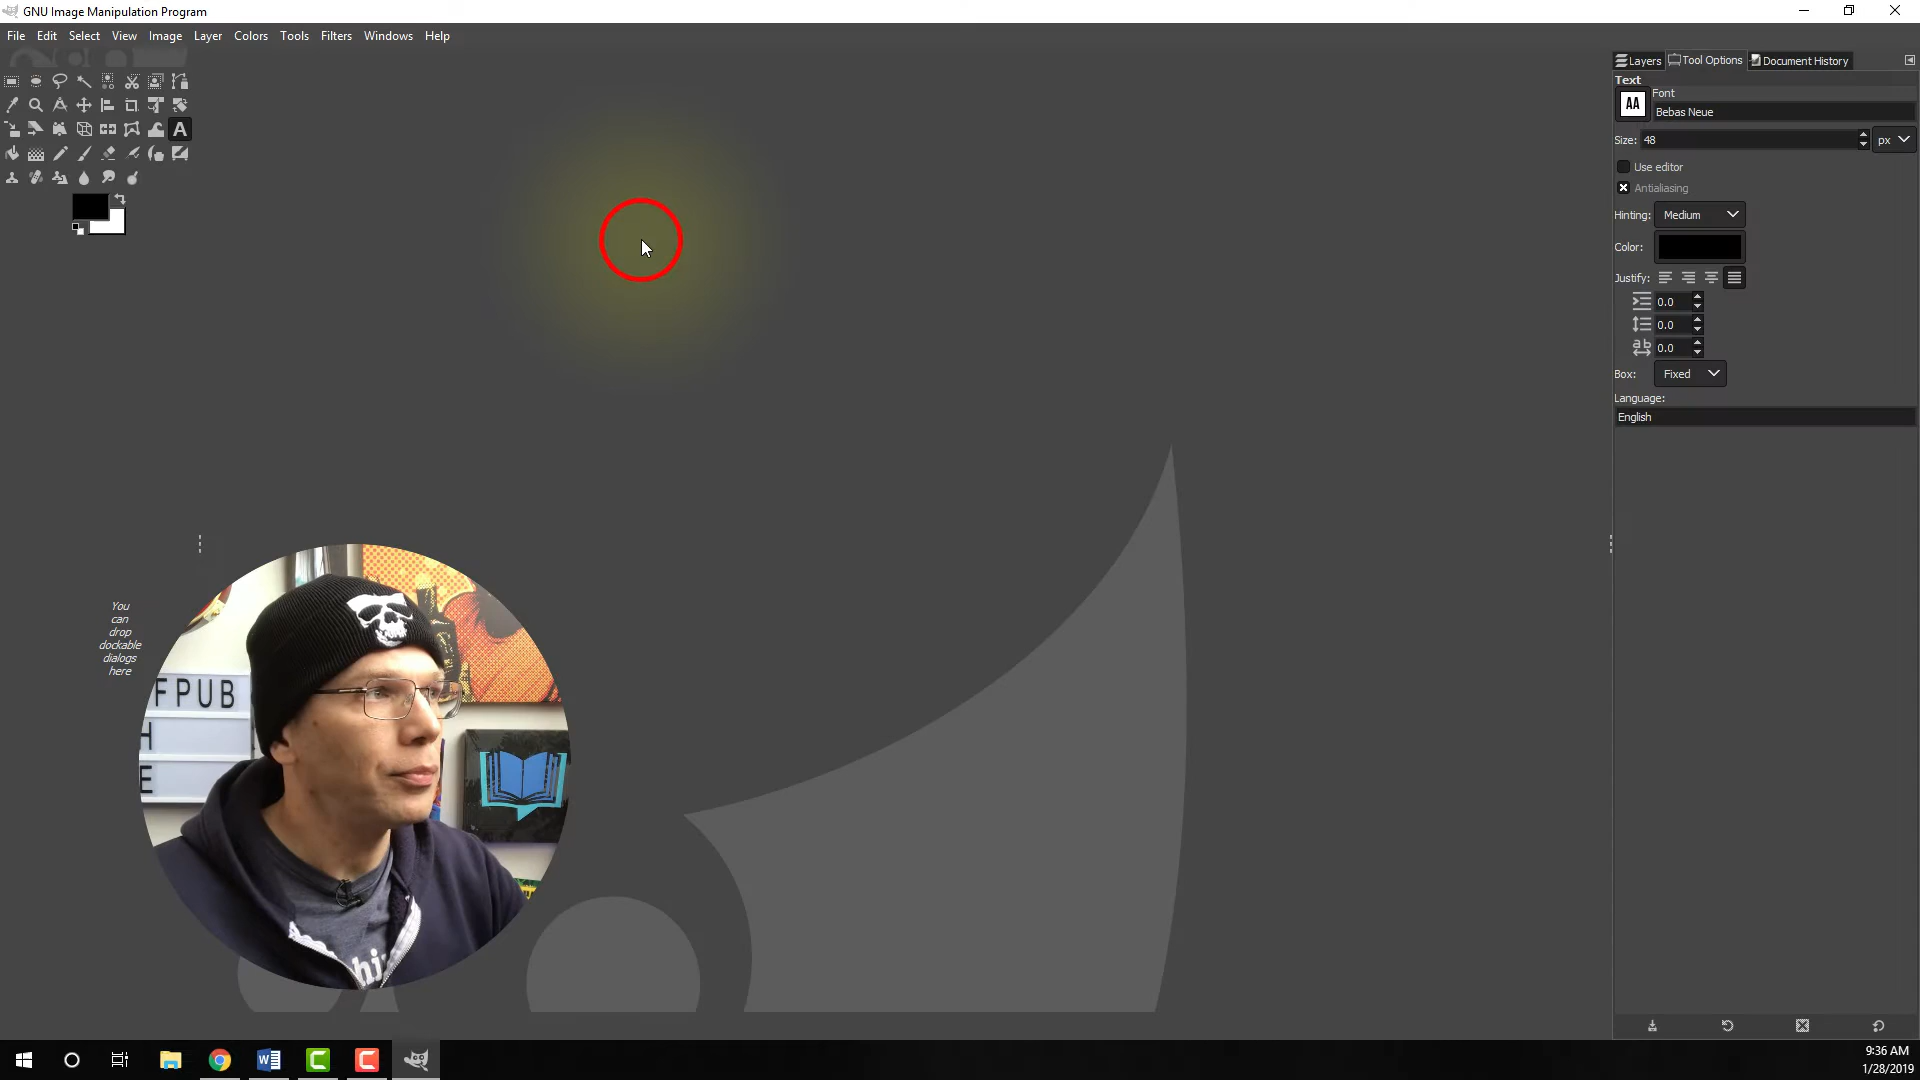 GNU Image Manipulation Program
File Edit Select View Image Layer Colors Tools Filters Windows Help
Layers Tool Options Document History
Text
Font
AA Bebas Neue
Size: 48 px
Use editor
Antialiasing
Hinting: Medium
Color:
Justify:
0.0
0.0
0.0
Box: Fixed
Language:
English
You
can
drop
dockable
dialogs
here
FPUB
H
E
hi
9:36 AM
1/28/2019